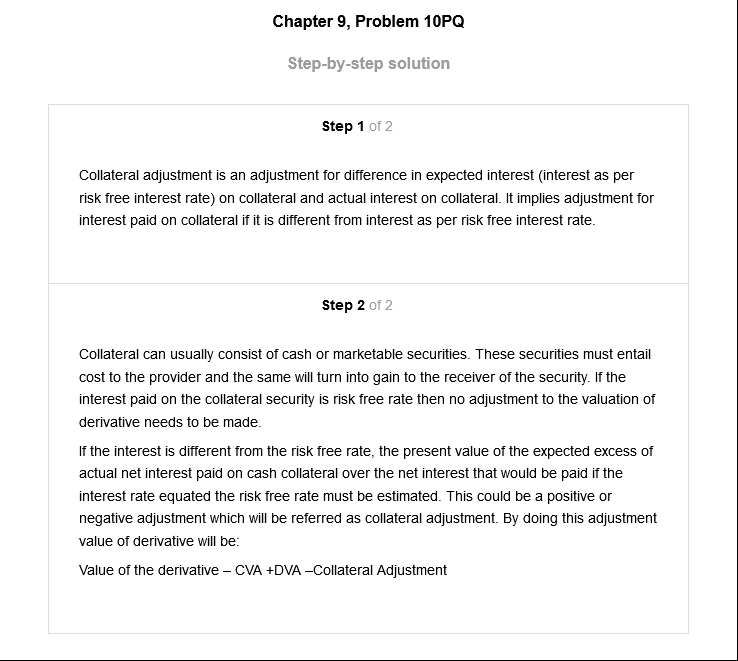 Chapter 9, Problem 10PQ
Step-by-step solution
Step 1 of 2
Collateral adjustment is an adjustment for difference in expected interest (interest as per
risk free interest rate) on collateral and actual interest on collateral. It implies adjustment for
interest paid on collateral if it is different from interest as per risk free interest rate.
Step 2 of 2
Collateral can usually consist of cash or marketable securities. These securities must entail
cost to the provider and the same will turn into gain to the receiver of the security. If the
interest paid on the collateral security is risk free rate then no adjustment to the valuation of
derivative needs to be made.
If the interest is different from the risk free rate, the present value of the expected excess of
actual net interest paid on cash collateral over the net interest that would be paid if the
interest rate equated the risk free rate must be estimated. This could be a positive or
negative adjustment which will be referred as collateral adjustment. By doing this adjustment
value of derivative will be:
Value of the derivative – CVA +DVA –Collateral Adjustment